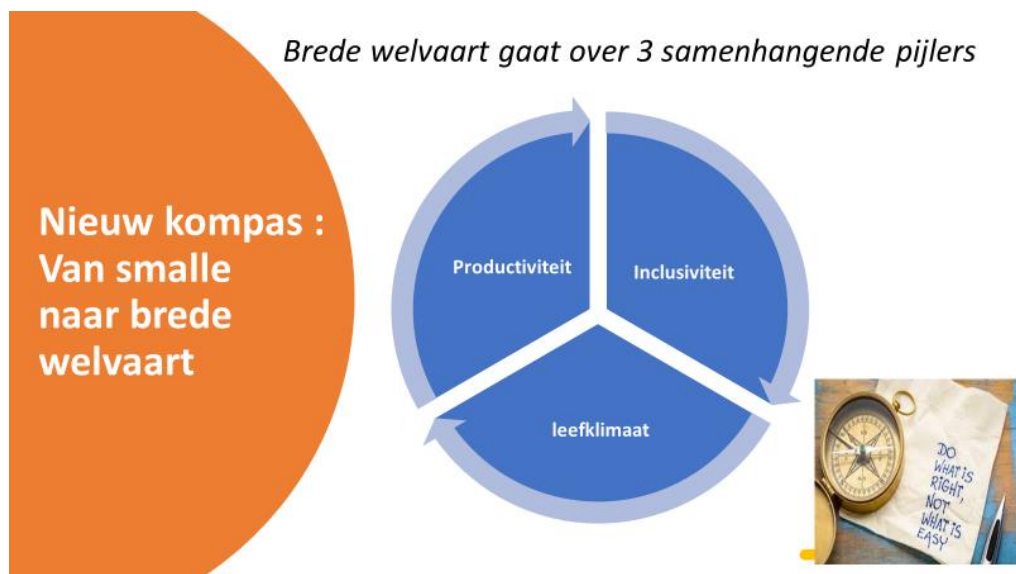 Brede welvaart gaat over 3 samenhangende pijlers
Nieuw kompas :
Van smalle
naar brede
welvaart
Productiviteit
Inclusiviteit
leefklimaat
DO
WHAT IS
RIGHT,
NOT
WHAT IS
EASY